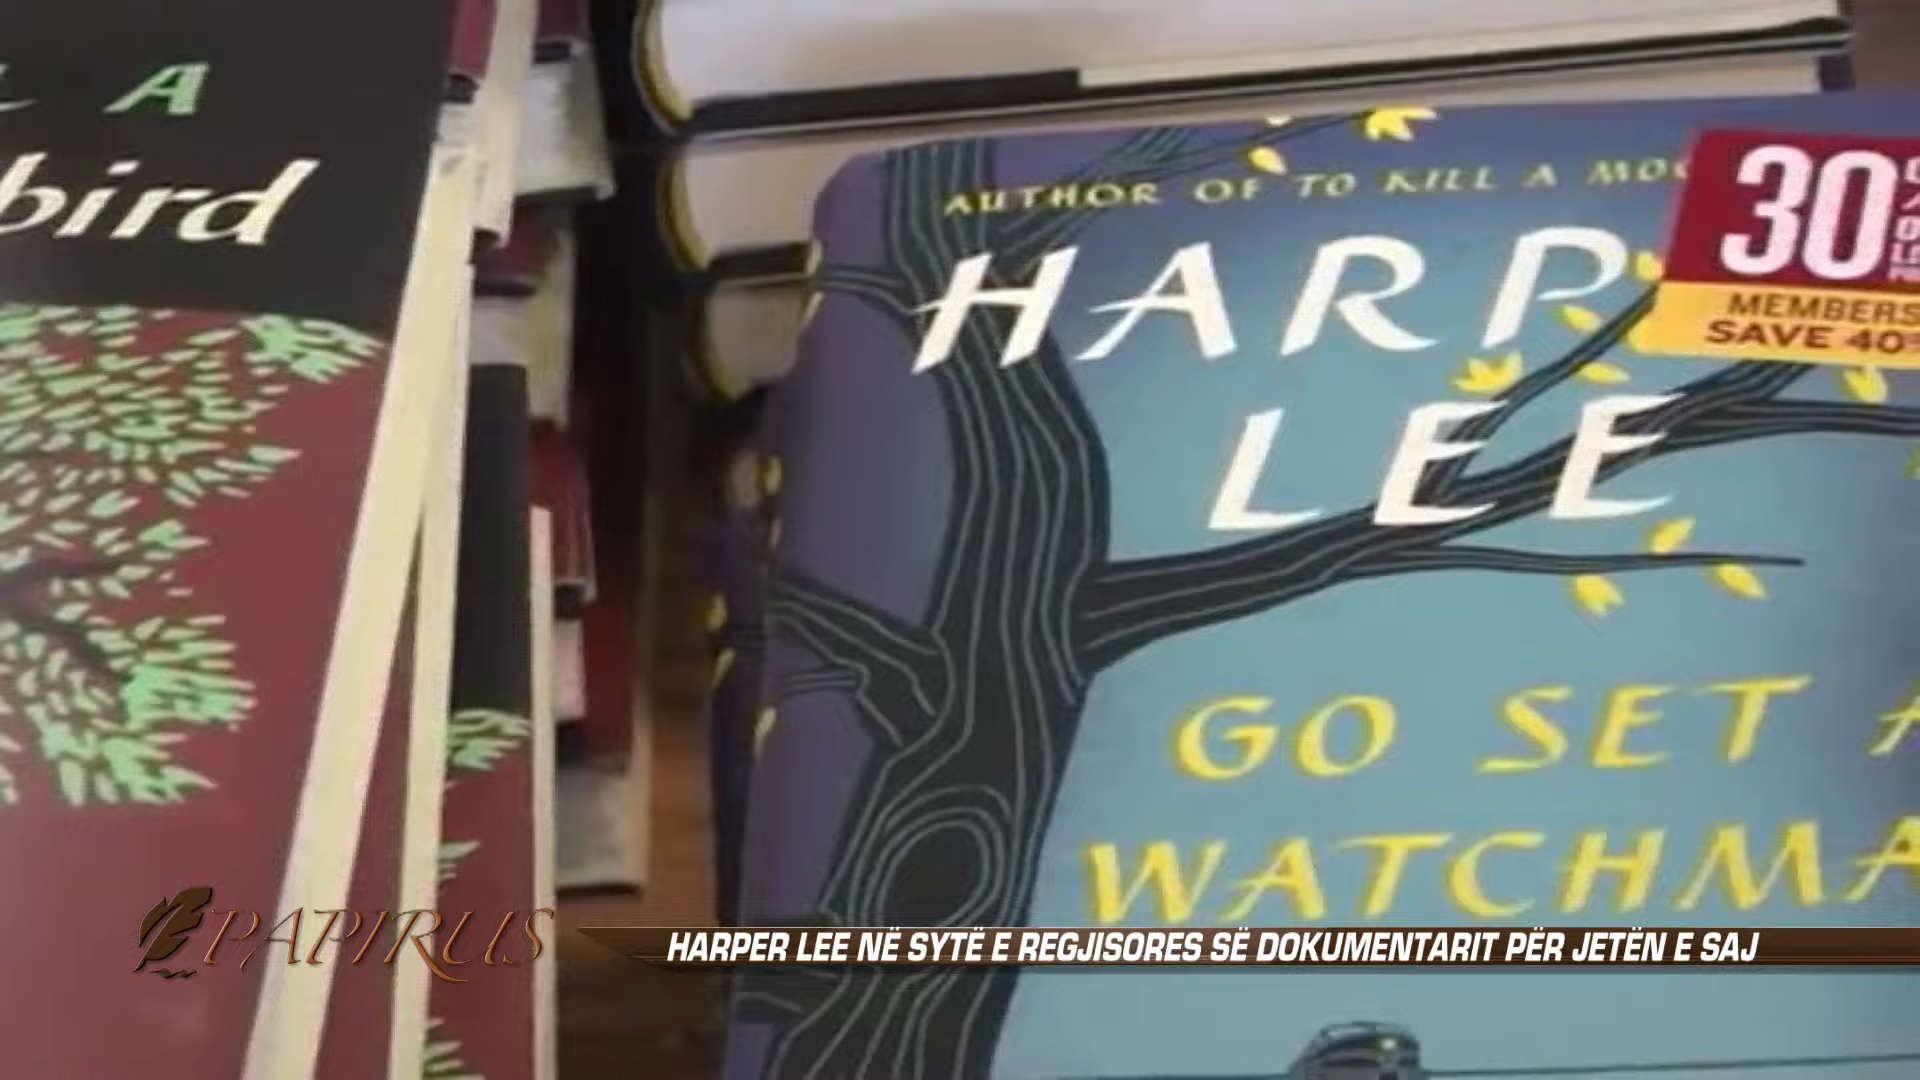 A
bird
AUTHOR OF TO KILL A
HARP
LEE
30
MEMBERS
SAVE 40
GO SET A
WATCHMA
PAPIRUS
HARPER LEE NË SYTË E REGJISORES SË DOKUMENTARIT PËR JETËN E SAJ